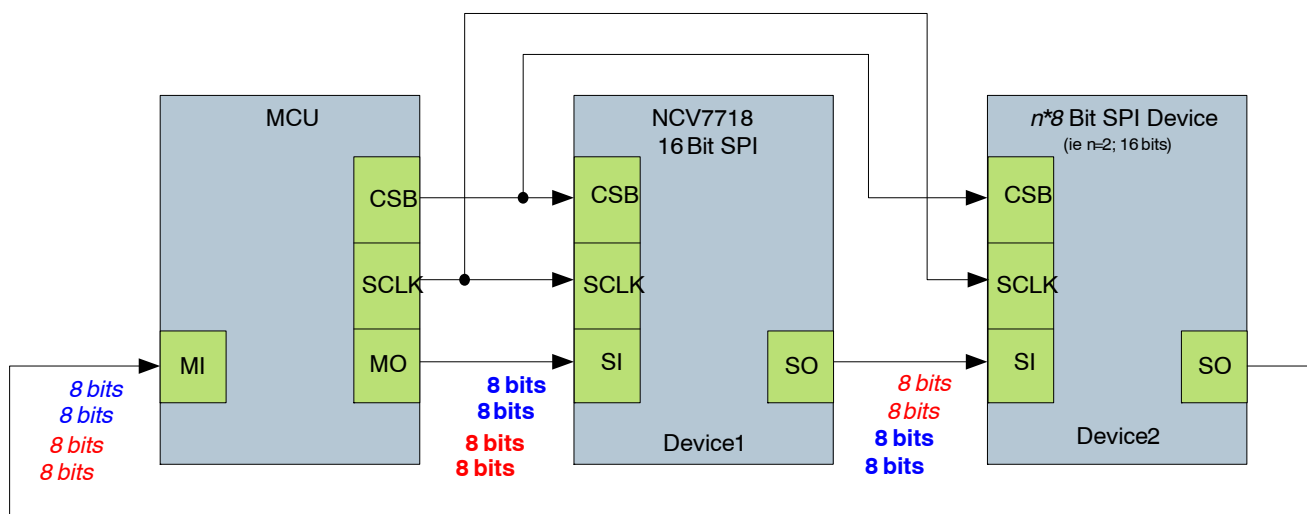 MCU
CSB
SCLK
MO
MI
8 bits
8 bits
8 bits
8 bits
8 bits
8 bits
8 bits
8 bits
NCV7718
16 Bit SPI
CSB
SCLK
SI
SO
Device1
8 bits
8 bits
8 bits
8 bits
n*8 Bit SPI Device
(ie n=2; 16 bits)
CSB
SCLK
SI
SO
Device2